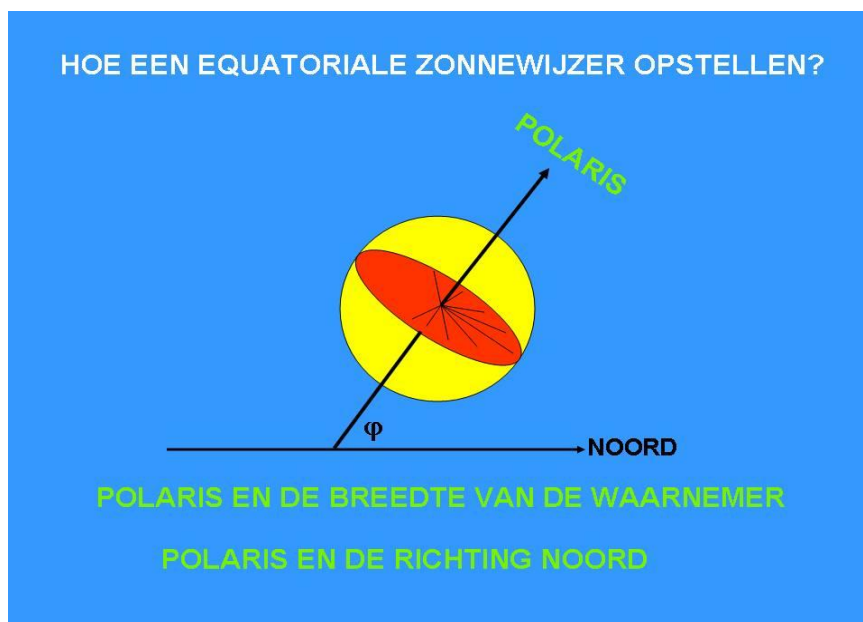 HOE EEN EQUATORIALE ZONNEWIJZER OPSTELLEN?
POLARIS
φ
NOORD
POLARIS EN DE BREEDTE VAN DE WAARNEMER
POLARIS EN DE RICHTING NOORD